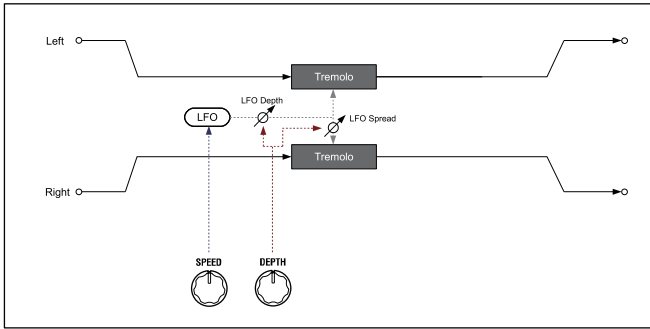 Left
Tremolo
LFO Depth
LFO
LFO Spread
Tremolo
Right
SPEED
DEPTH